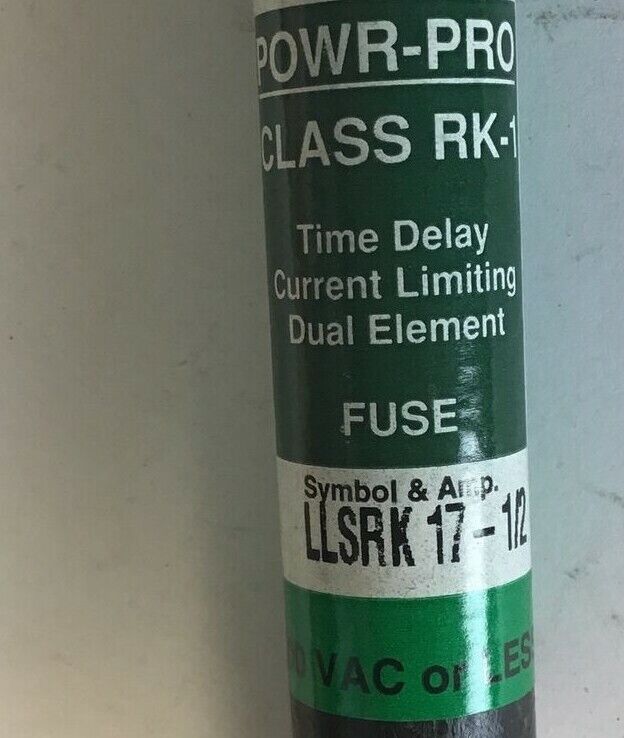 POWR-PRO
CLASS RK-1
Time Delay
Current Limiting
Dual Element
FUSE
Symbol & Amp.
LLSRK 17-1/2
VAC or LESS